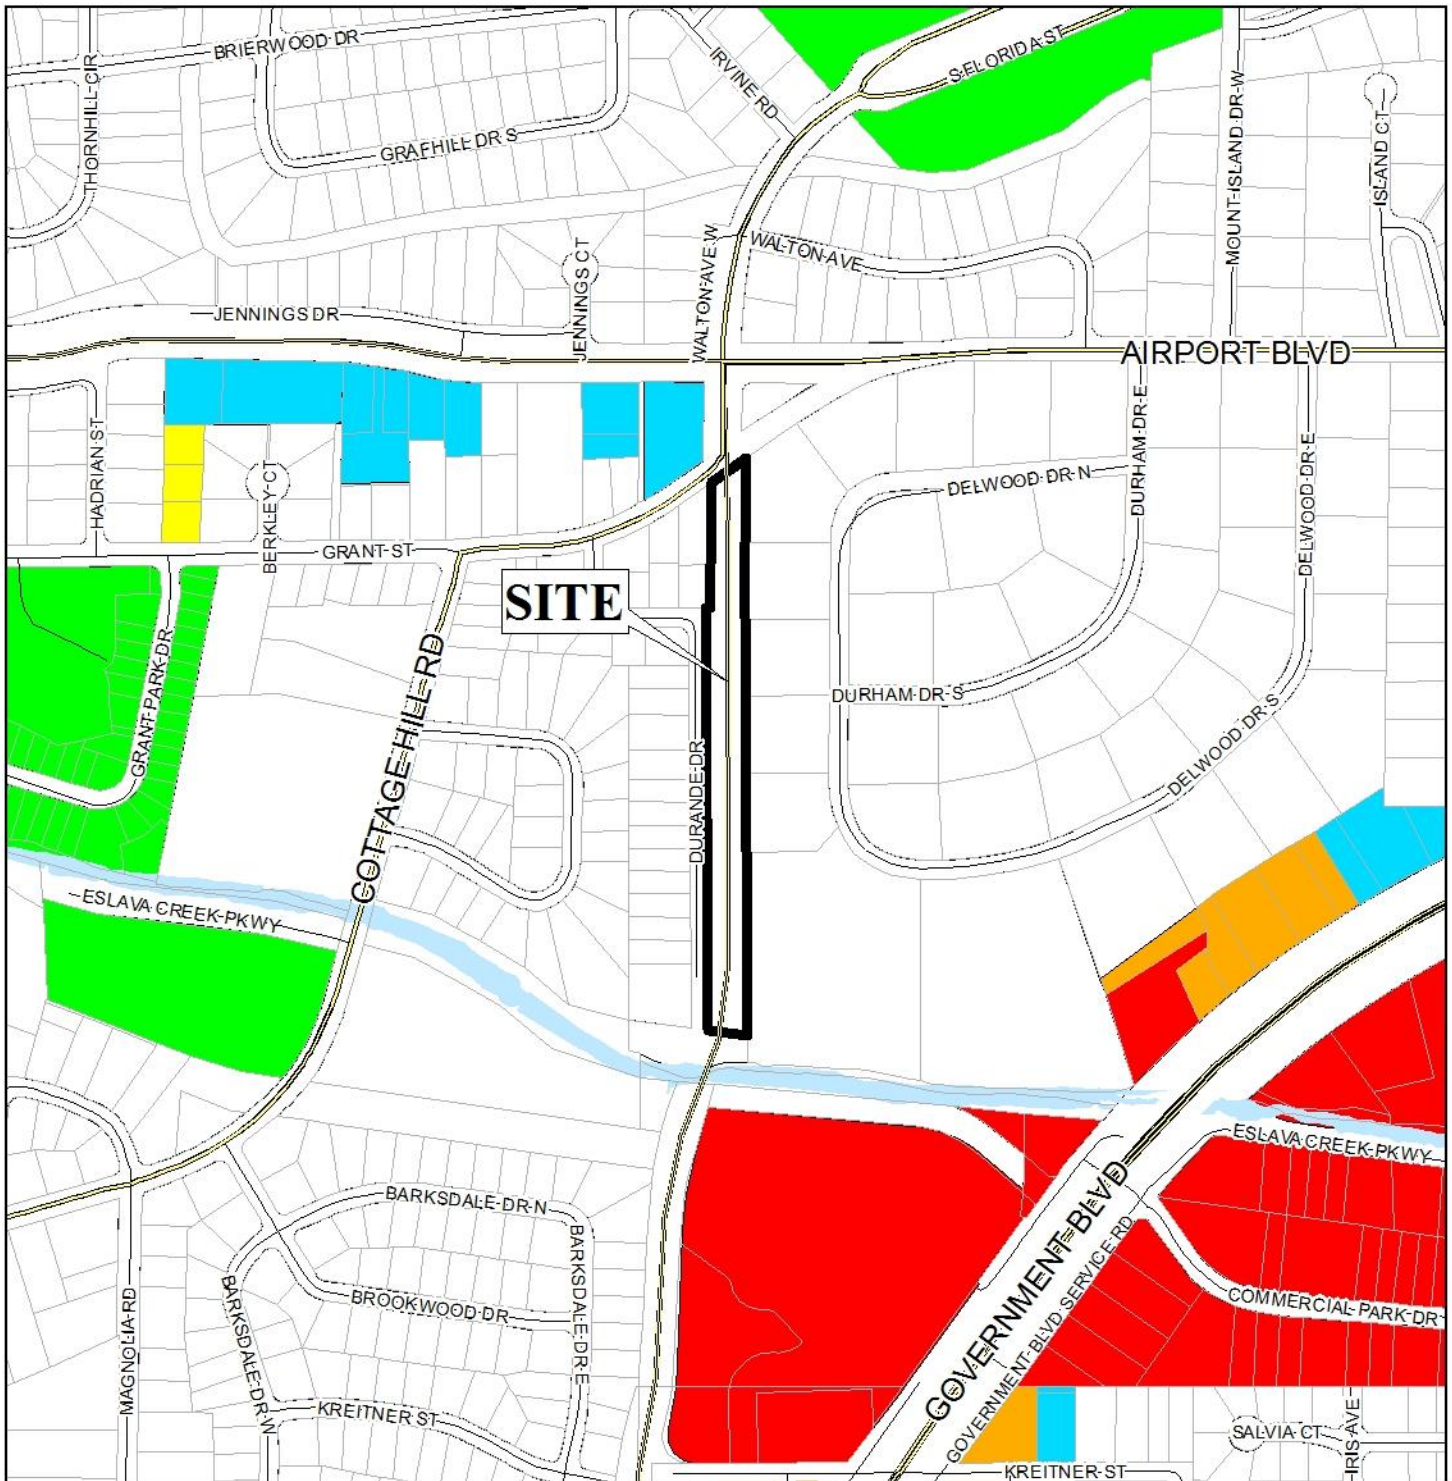 BRIERWOOD DR
THORNHILL CIR
GRAFHILL DR S
IRVINE RD
S FLORIDA ST
MOUNT ISLAND DR W
ISLAND CT
WALTON AVE
WALTON AVE W
JENNINGS CT
JENNINGS DR
AIRPORT BLVD
HADRIAN ST
BERKLEY CT
GRANT ST
DELWOOD DR N
DURHAM DR E
DELWOOD DR E
SITE
GRANT PARK DR
COTTAGE HILL RD
DURHAM DR S
DELWOOD DR S
DURANDE DR
ESLAVA CREEK PKWY
ESLAVA CREEK PKWY
BARKSDALE DR N
BARKSDALE DR E
BROOKWOOD DR
BARKSDALE DR W
MAGNOLIA RD
GOVERNMENT BLVD
GOVERNMENT BLVD SERVICE RD
COMMERCIAL PARK DR
KREITNER ST
SALVIA CT
IRIS AVE
KREITNER ST